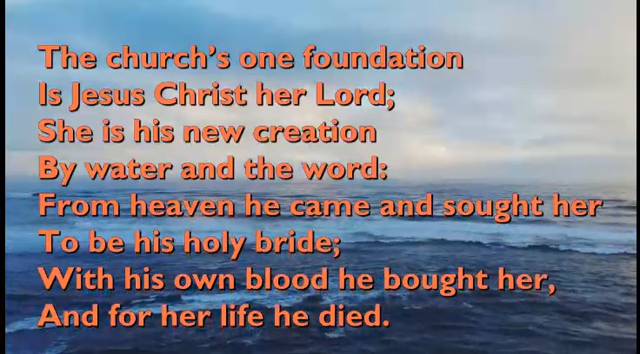 The church’s one foundation
Is Jesus Christ her Lord;
She is his new creation
By water and the word:
From heaven he came and sought her
To be his holy bride;
With his own blood he bought her,
And for her life he died.